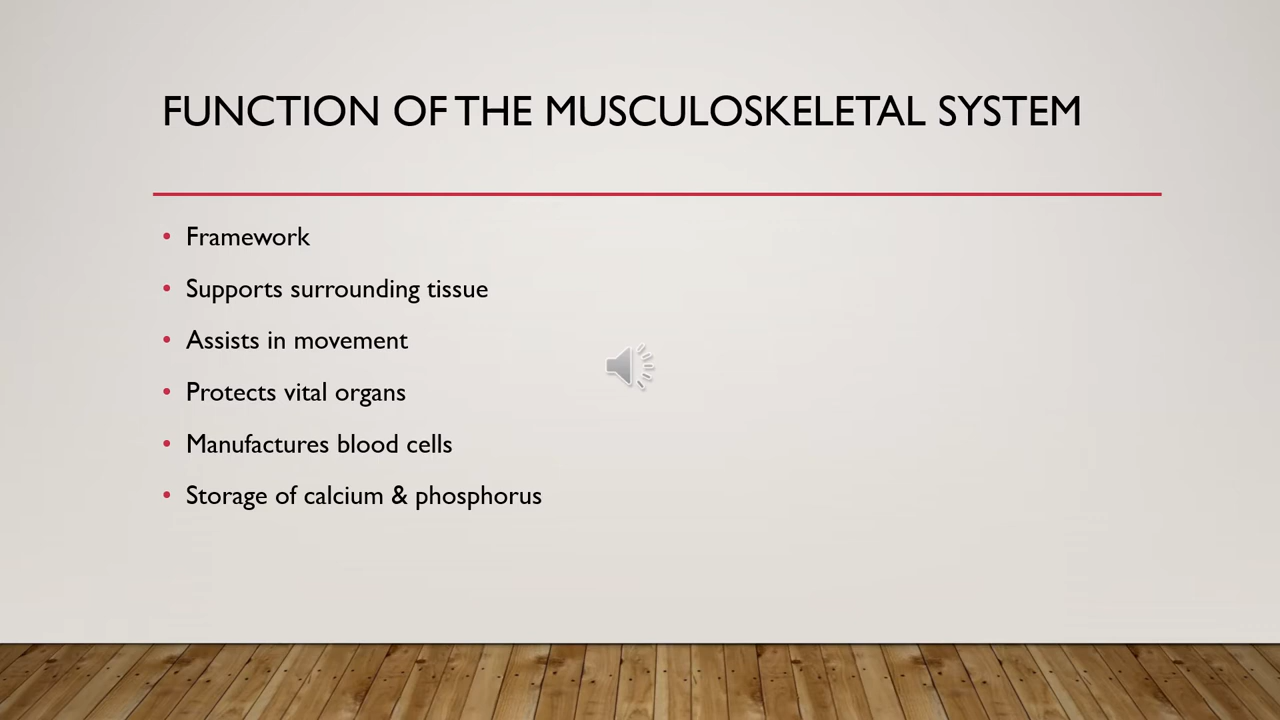 FUNCTION OF THE MUSCULOSKELETAL SYSTEM
• Framework
• Supports surrounding tissue
• Assists in movement
• Protects vital organs
• Manufactures blood cells
• Storage of calcium & phosphorus